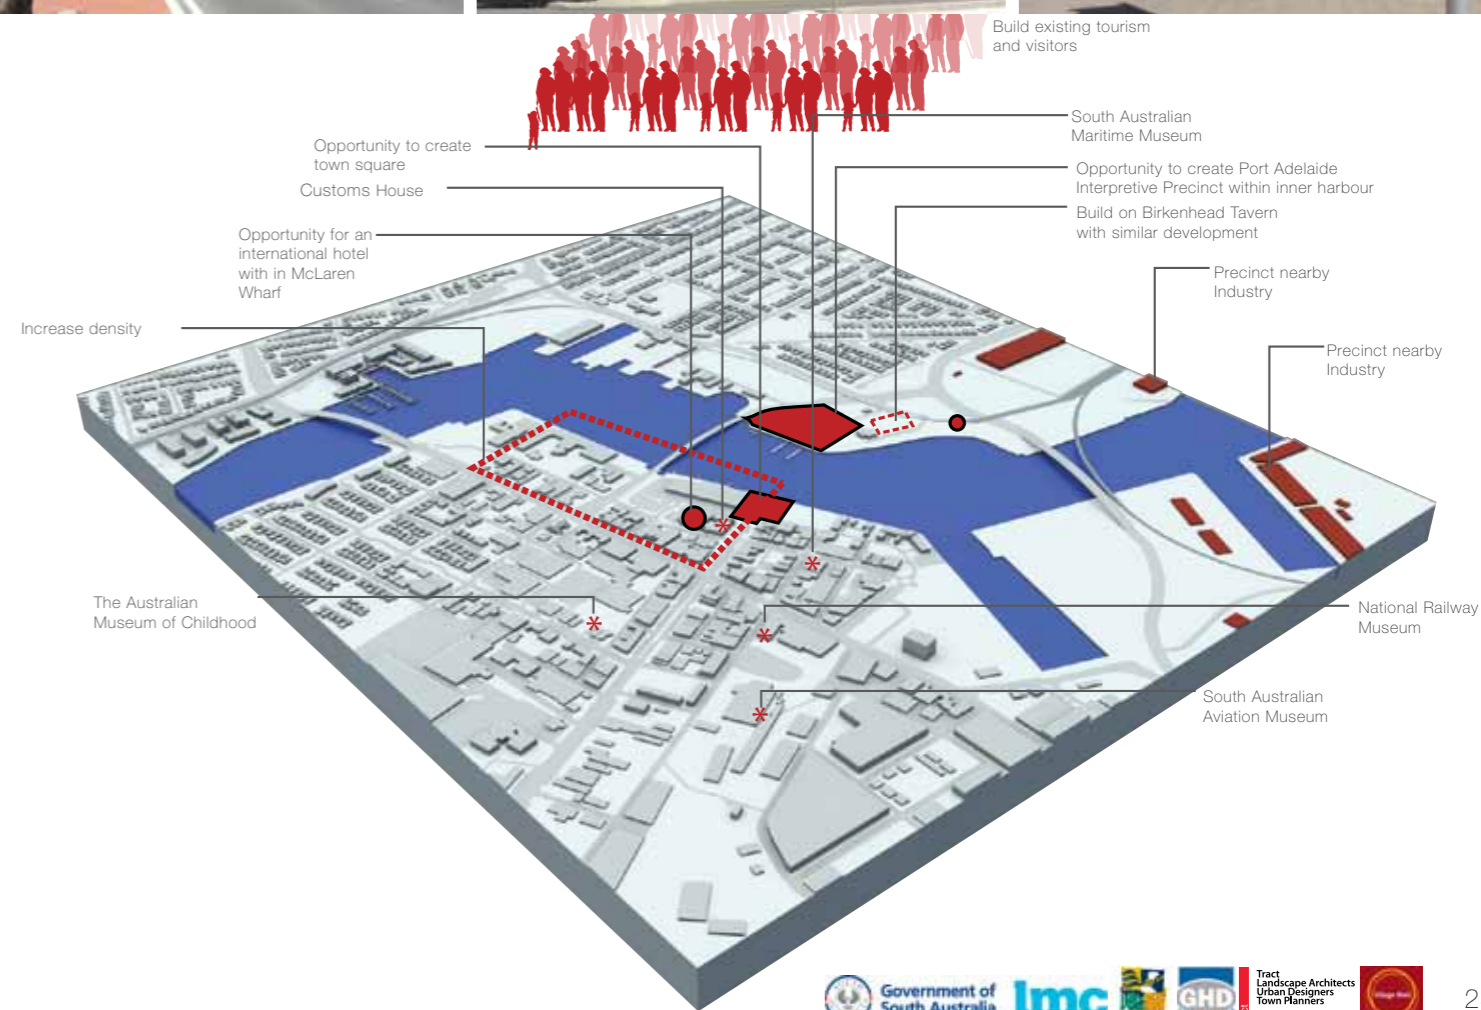 Build existing tourism
and visitors
South Australian
Maritime Museum
Opportunity to create
town square
Opportunity to create Port Adelaide
Interpretive Precinct within inner harbour
Customs House
Build on Birkenhead Tavern
with similar development
Opportunity for an
international hotel
with in McLaren
Wharf
Precinct nearby
Industry
Increase density
Precinct nearby
Industry
The Australian
Museum of Childhood
National Railway
Museum
South Australian
Aviation Museum
Government of
South Australia
lmc
GHD
Tract
Landscape Architects
Urban Designers
Town Planners
2